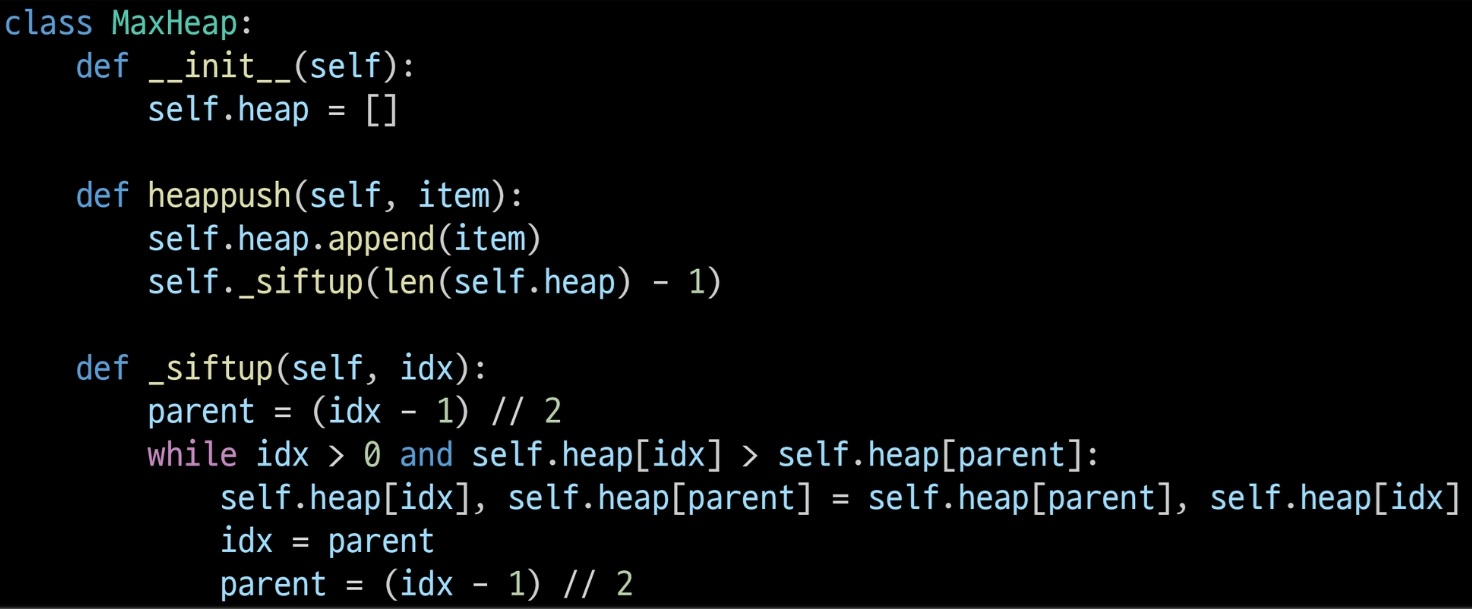 class MaxHeap:
    def __init__(self):
        self.heap = []

    def heappush(self, item):
        self.heap.append(item)
        self._siftup(len(self.heap) - 1)

    def _siftup(self, idx):
        parent = (idx - 1) // 2
        while idx > 0 and self.heap[idx] > self.heap[parent]:
            self.heap[idx], self.heap[parent] = self.heap[parent], self.heap[idx]
            idx = parent
            parent = (idx - 1) // 2